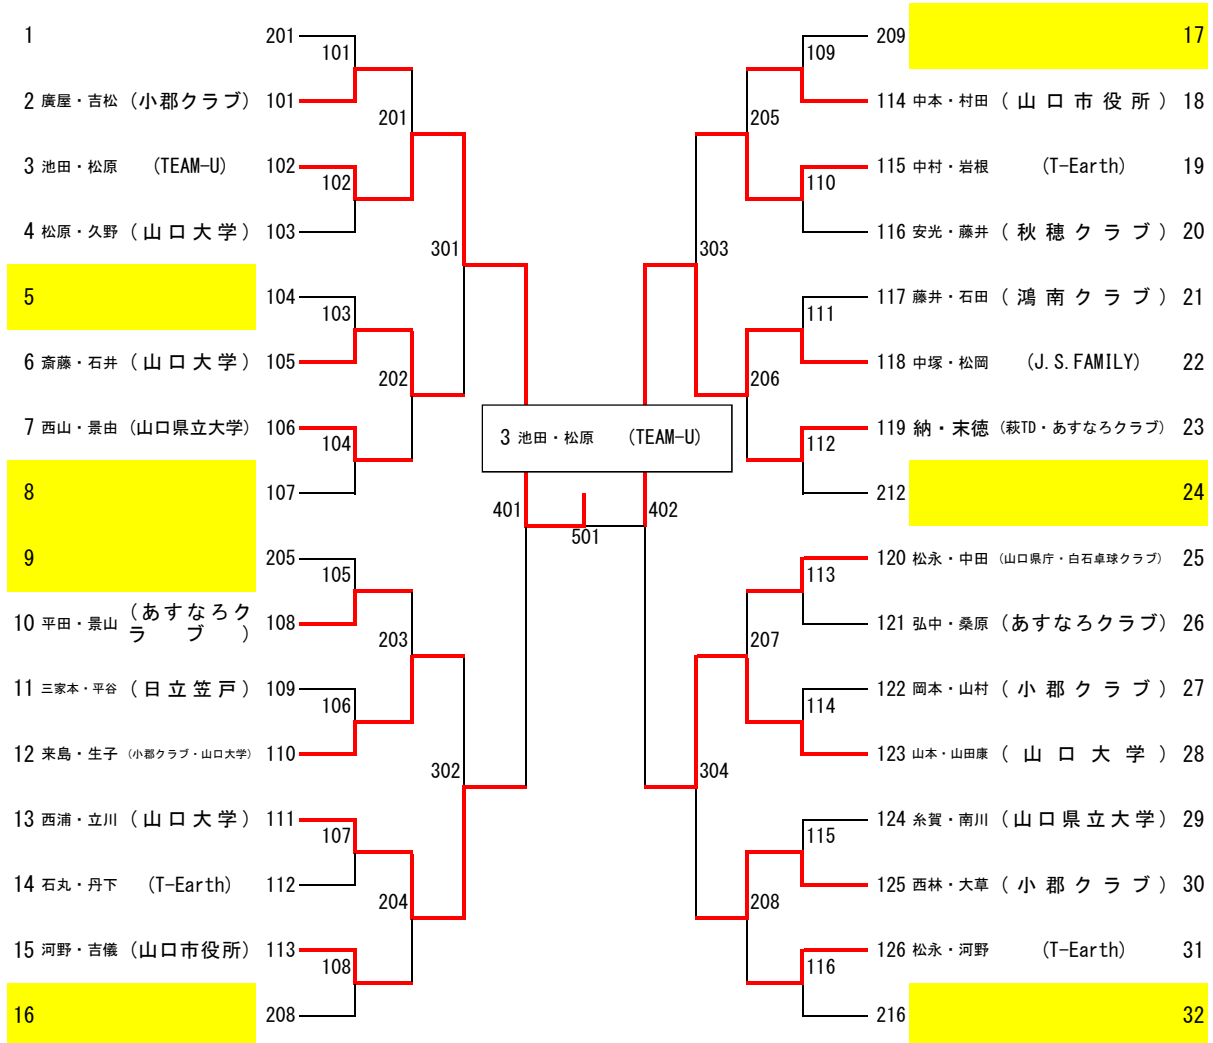 1 201
101
2 廣屋・吉松 (小郡クラブ) 101
201
3 池田・松原 (TEAM-U) 102
102
4 松原・久野 (山口大学) 103
301
5 104
103
6 斎藤・石井 (山口大学) 105
202
7 西山・景由 (山口県立大学) 106
104
8 107
401
9 205
105
10 平田・景山 (あすなろクラブ) 108
203
11 三家本・平谷 (日立笠戸) 109
106
12 来島・生子 (小郡クラブ・山口大学) 110
302
13 西浦・立川 (山口大学) 111
107
14 石丸・丹下 (T-Earth) 112
204
15 河野・吉儀 (山口市役所) 113
108
16 208
3 池田・松原 (TEAM-U)
501
209 17
109
114 中本・村田 (山口市役所) 18
205
115 中村・岩根 (T-Earth) 19
110
116 安光・藤井 (秋穂クラブ) 20
303
117 藤井・石田 (鴻南クラブ) 21
111
118 中塚・松岡 (J.S.FAMILY) 22
206
119 納・末徳 (萩TD・あすなろクラブ) 23
112
212 24
402
120 松永・中田 (山口県庁・白石卓球クラブ) 25
113
121 弘中・桑原 (あすなろクラブ) 26
207
122 岡本・山村 (小郡クラブ) 27
114
123 山本・山田康 (山口大学) 28
304
124 糸賀・南川 (山口県立大学) 29
115
125 西林・大草 (小郡クラブ) 30
208
126 松永・河野 (T-Earth) 31
116
216 32